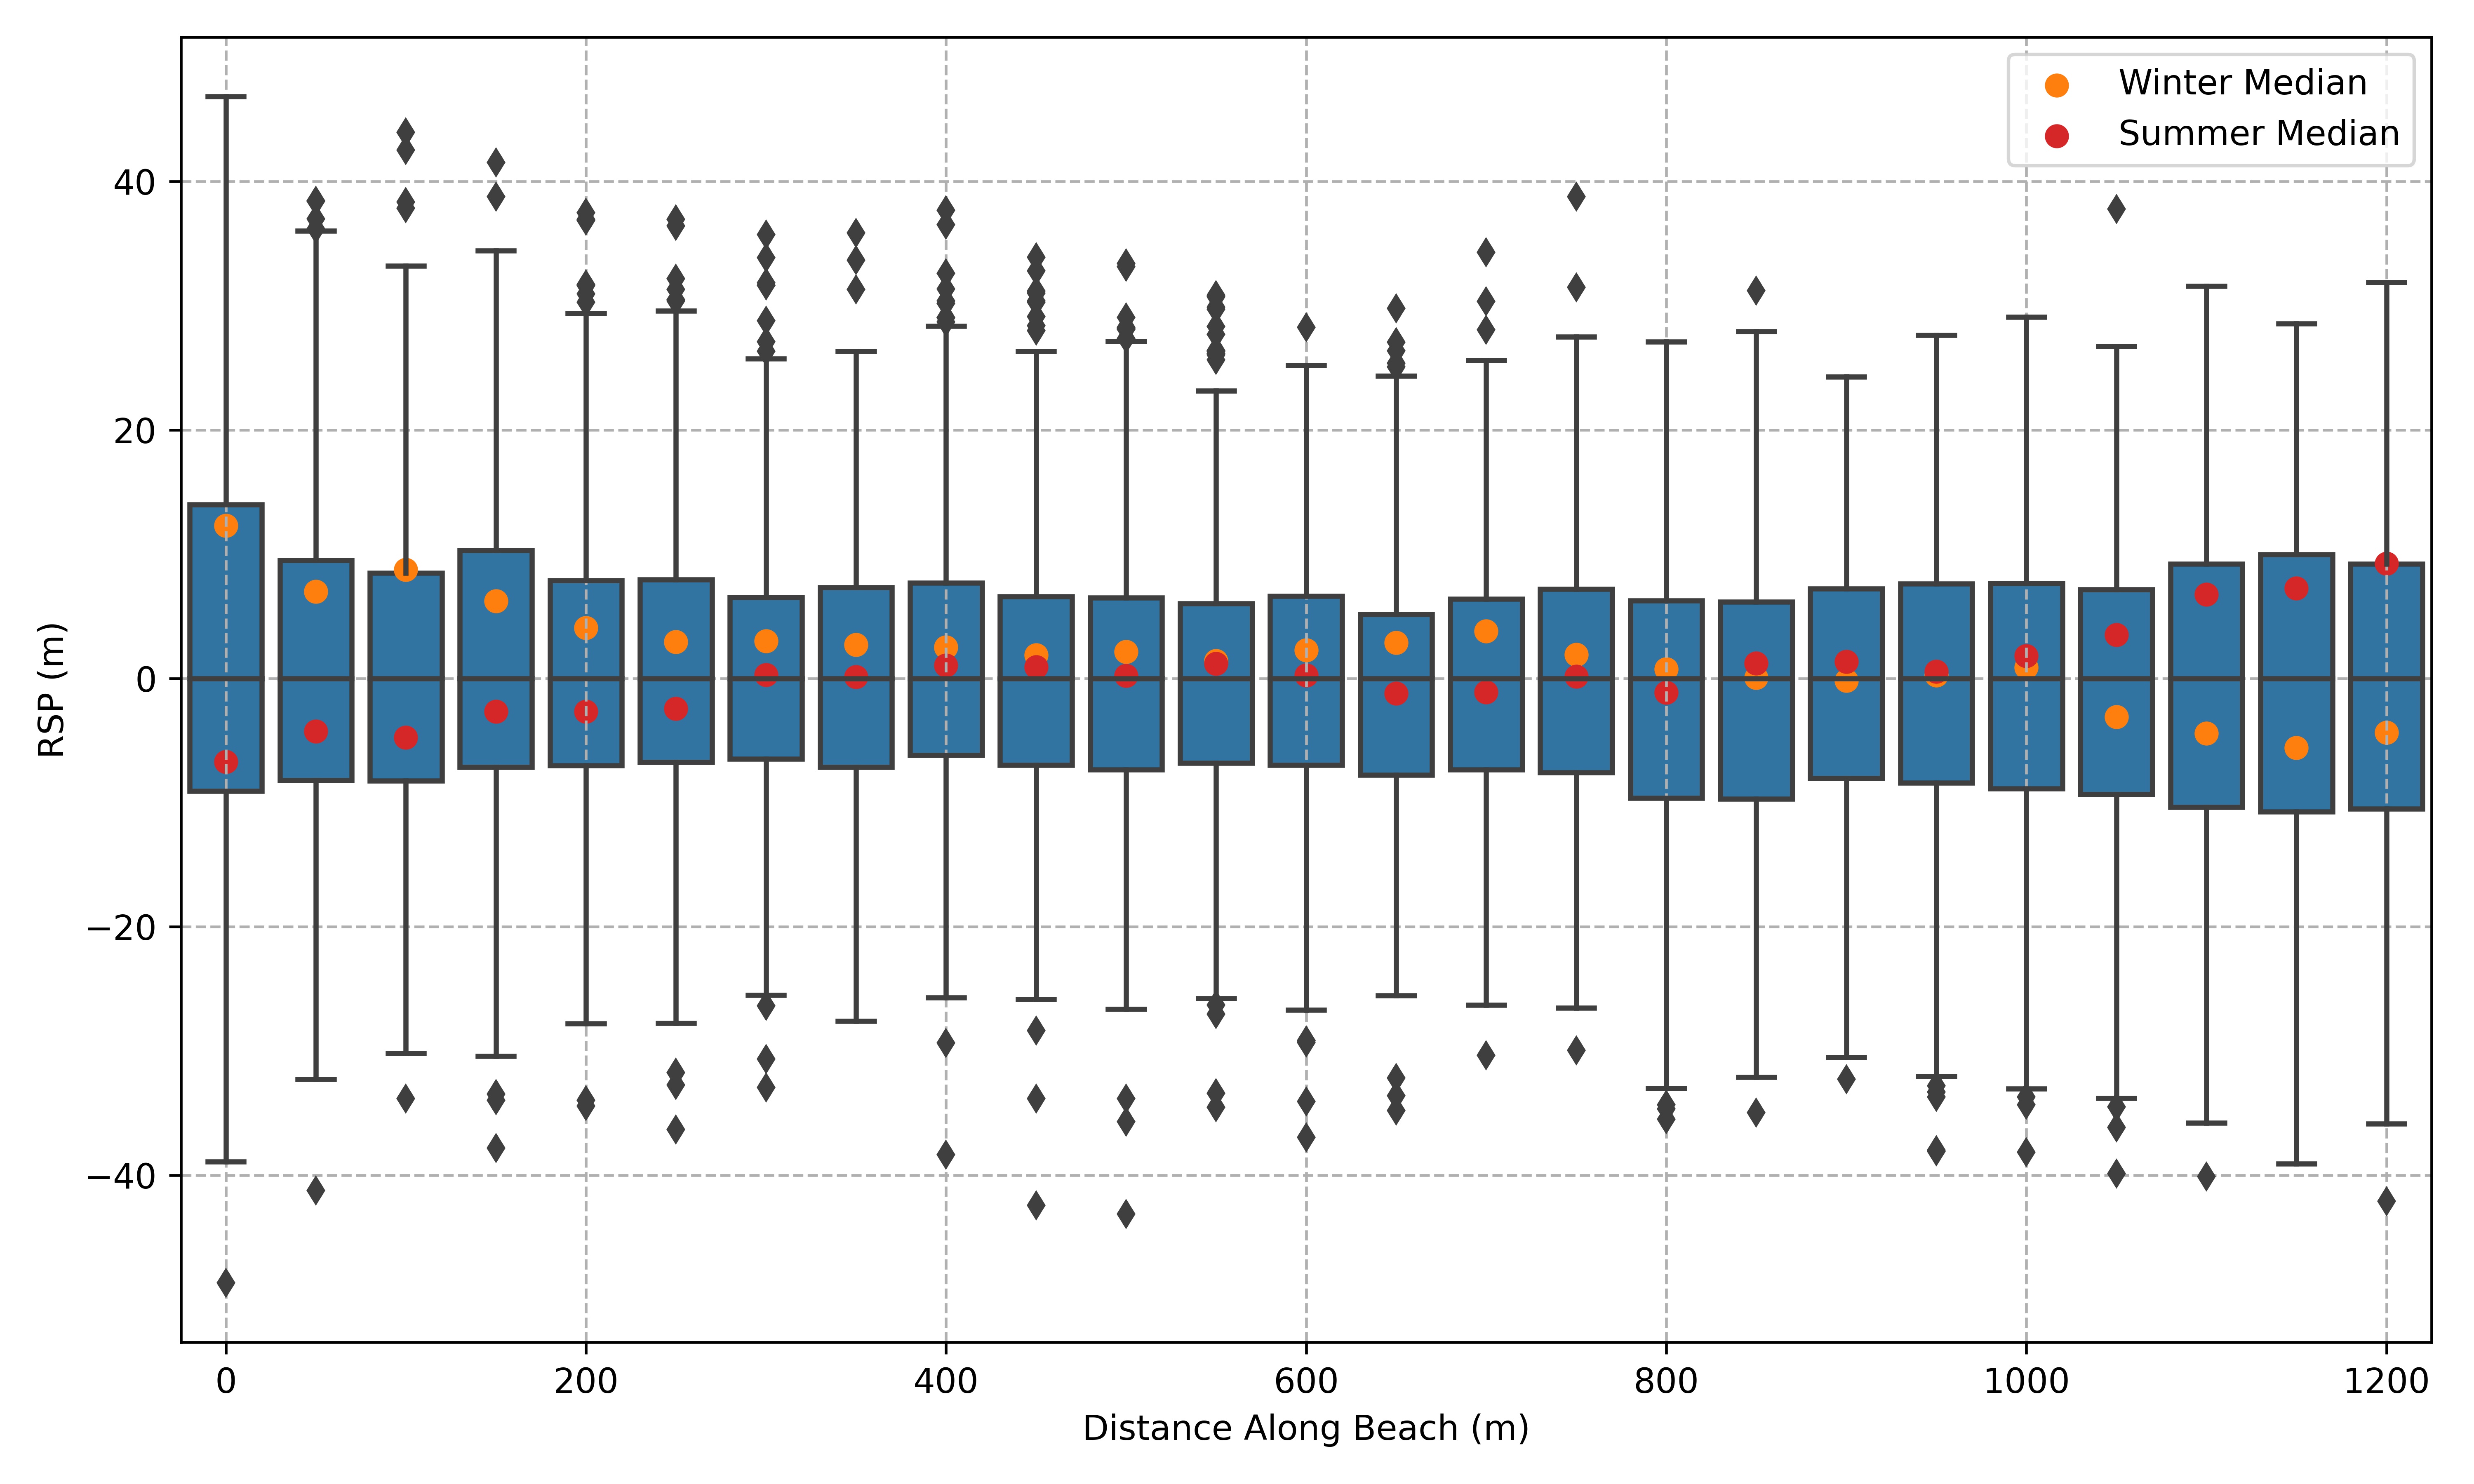 Winter Median
Summer Median
40
20
0
−20
−40
RSP (m)
0 200 400 600 800 1000 1200
Distance Along Beach (m)